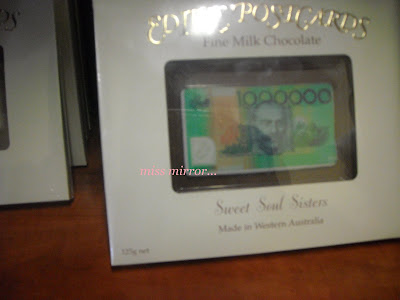 EDIBLE POSTCARDS
Fine Milk Chocolate
1000000
miss mirror...
Sweet Soul Sisters
Made in Western Australia
125g net